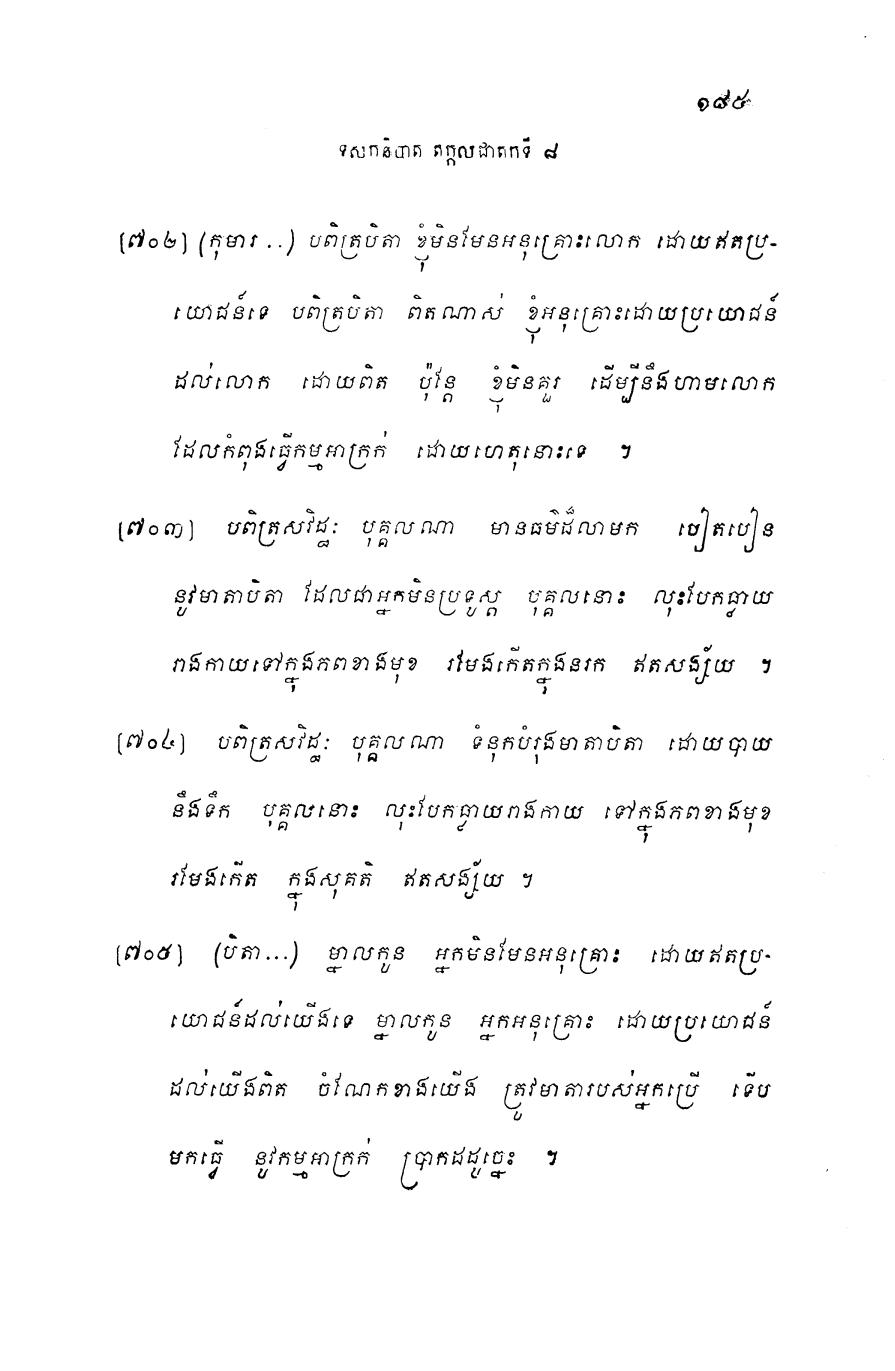 ១៨៥
ទសកនិបាត តក្កលជាតកទី ៨
[៧០២] (កុមារ ..) បពិត្របិតា ខ្ញុំមិនមែនអនុគ្រោះលោក ដោយឥតប្រ-
យោជន៍ទេ បពិត្របិតា ពិតណាស់ ខ្ញុំអនុគ្រោះដោយប្រយោជន៍
ដល់លោក ដោយពិត ប៉ុន្តែ ខ្ញុំមិនគួរ ដើម្បីនឹងហាមលោក
ដែលកំពុងធ្វើកម្មអាក្រក់ ដោយហេតុនោះទេ ។
[៧០៣] បពិត្រសវិដ្ឋៈ បុគ្គលណា មានធម៌ដ៏លាមក បៀតបៀន
នូវមាតាបិតា ដែលជាអ្នកមិនប្រទូស្ត បុគ្គលនោះ លុះបែកធ្លាយ
រាងកាយទៅក្នុងភពខាងមុខ រមែងកើតក្នុងនរក ឥតសង្ស័យ ។
[៧០៤] បពិត្រសវិដ្ឋៈ បុគ្គលណា ទំនុកបំរុងមាតាបិតា ដោយបាយ
នឹងទឹក បុគ្គលនោះ លុះបែកធ្លាយរាងកាយ ទៅក្នុងភពខាងមុខ
រមែងកើត ក្នុងសុគតិ ឥតសង្ស័យ ។
[៧០៥] (បិតា...) ម្នាលកូន អ្នកមិនមែនអនុគ្រោះ ដោយឥតប្រ-
យោជន៍ដល់យើងទេ ម្នាលកូន អ្នកអនុគ្រោះ ដោយប្រយោជន៍
ដល់យើងពិត ចំណែកខាងយើង ត្រូវមាតារបស់អ្នកប្រើ ទើប
មកធ្វើ នូវកម្មអាក្រក់ ប្រាកដដូច្នេះ ។